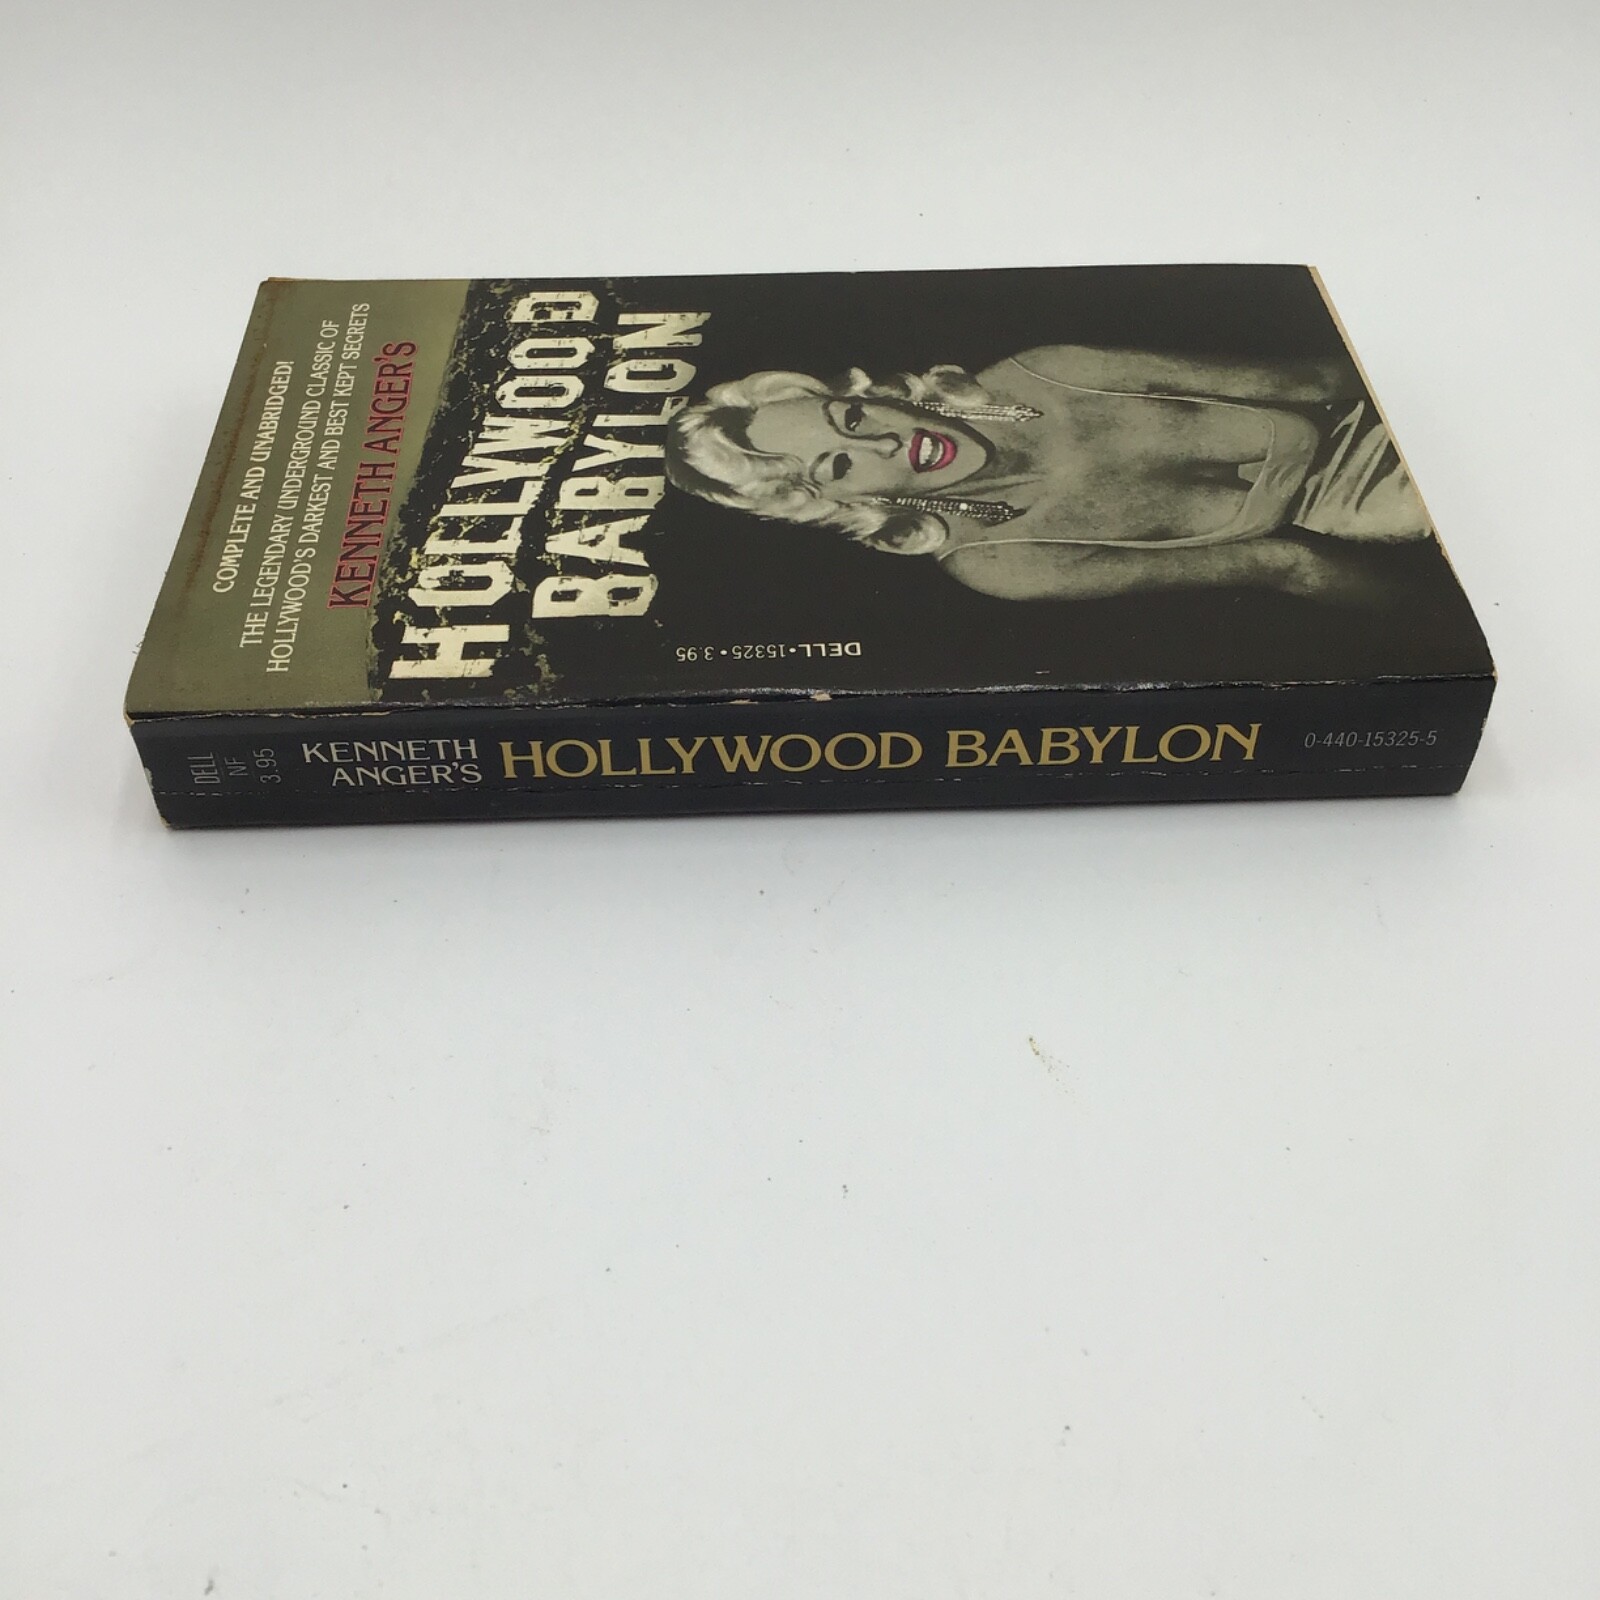 COMPLETE AND UNABRIDGED!
THE LEGENDARY UNDERGROUND CLASSIC OF
HOLLYWOOD'S DARKEST AND BEST KEPT SECRETS
KENNETH ANGER'S
HOLLYWOOD
BABYLON
DELL•15325•3.95
DELL
NF
3.95
KENNETH
ANGER'S
HOLLYWOOD BABYLON
0-440-15325-5